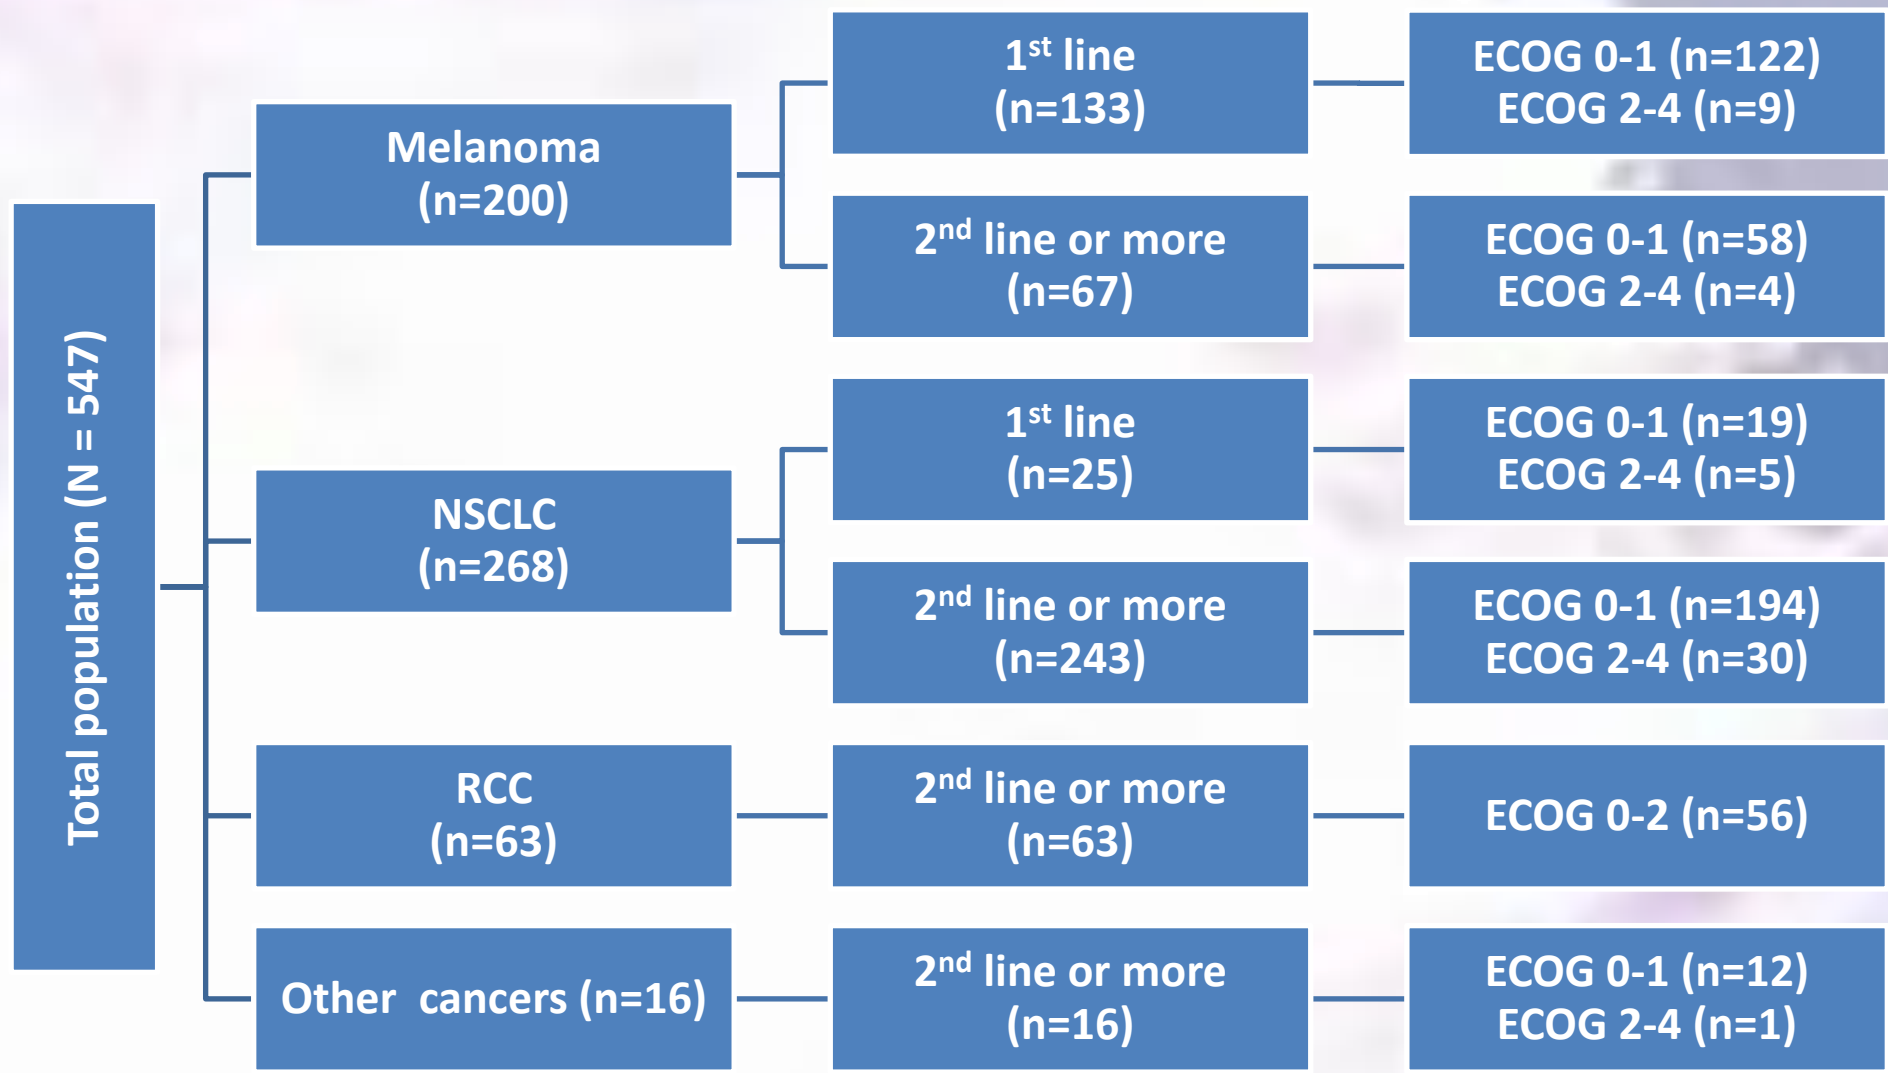 Total population (N = 547)
Melanoma
(n=200)
1st line
(n=133)
ECOG 0-1 (n=122)
ECOG 2-4 (n=9)
2nd line or more
(n=67)
ECOG 0-1 (n=58)
ECOG 2-4 (n=4)
NSCLC
(n=268)
1st line
(n=25)
ECOG 0-1 (n=19)
ECOG 2-4 (n=5)
2nd line or more
(n=243)
ECOG 0-1 (n=194)
ECOG 2-4 (n=30)
RCC
(n=63)
2nd line or more
(n=63)
ECOG 0-2 (n=56)
Other  cancers (n=16)
2nd line or more
(n=16)
ECOG 0-1 (n=12)
ECOG 2-4 (n=1)